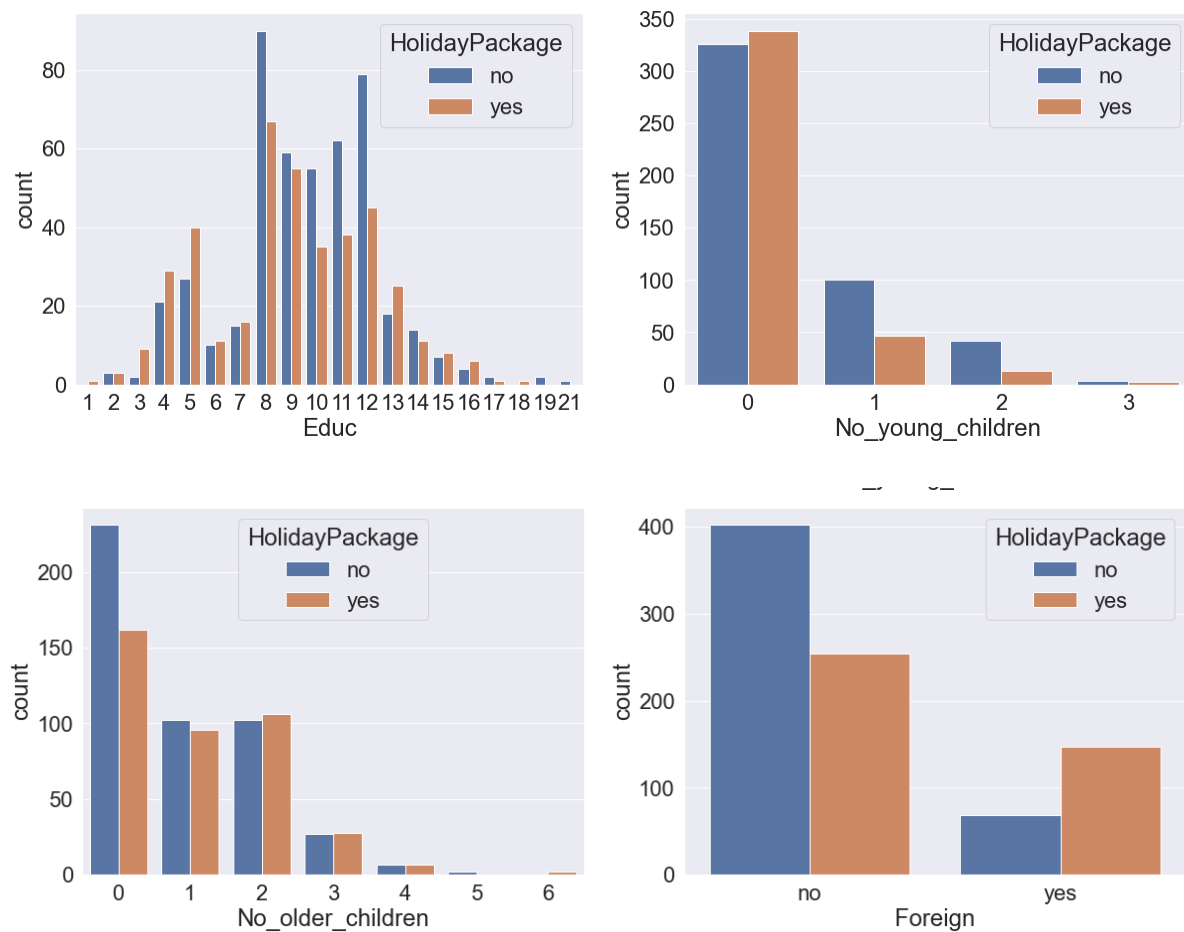 HolidayPackage
no
yes
80
60
40
20
0
count
1 2 3 4 5 6 7 8 9 10 11 12 13 14 15 16 17 18 19 21
Educ
HolidayPackage
no
yes
350
300
250
200
150
100
50
0
count
0 1 2 3
No_young_children
HolidayPackage
no
yes
200
150
100
50
0
count
0 1 2 3 4 5 6
No_older_children
HolidayPackage
no
yes
400
300
200
100
0
count
no yes
Foreign